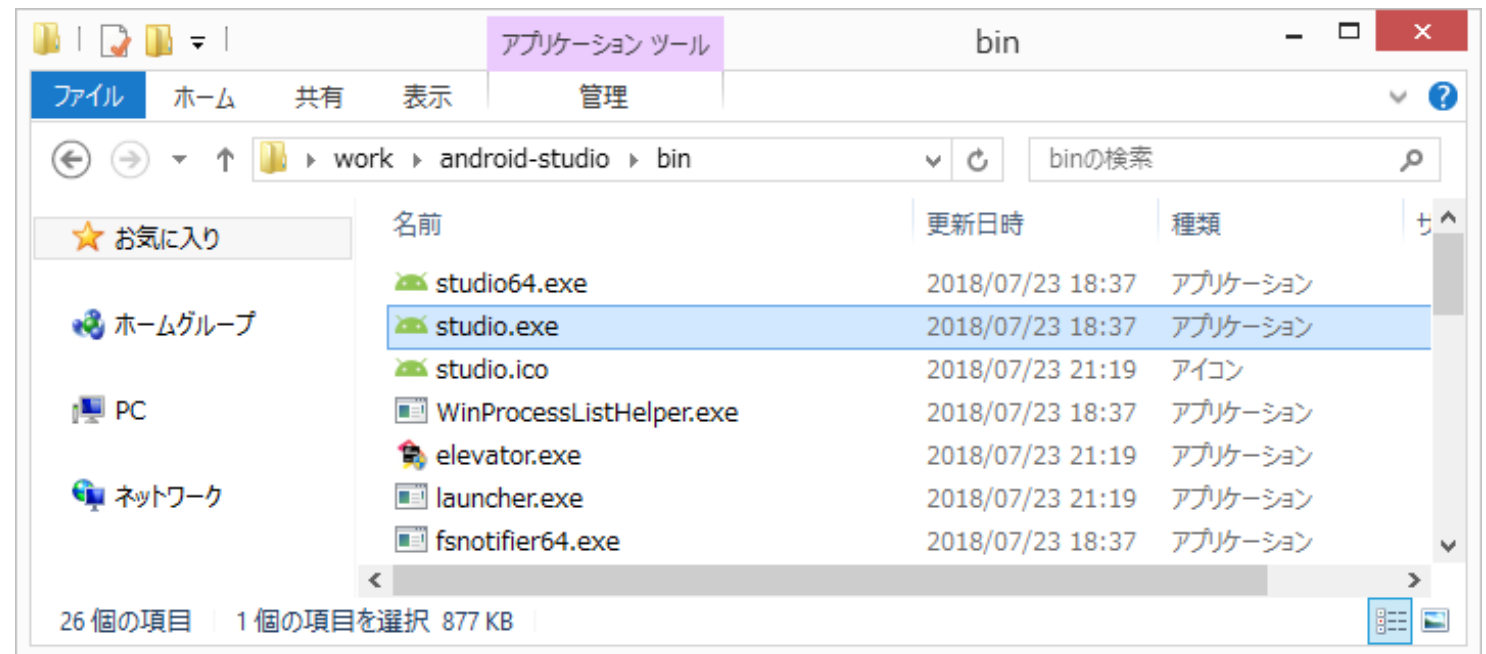 アプリケーション ツール bin
ファイル ホーム 共有 表示 管理
work android-studio bin binの検索
お気に入り
ホームグループ
PC
ネットワーク
名前 更新日時 種類 サ
studio64.exe 2018/07/23 18:37 アプリケーション
studio.exe 2018/07/23 18:37 アプリケーション
studio.ico 2018/07/23 21:19 アイコン
WinProcessListHelper.exe 2018/07/23 18:37 アプリケーション
elevator.exe 2018/07/23 21:19 アプリケーション
launcher.exe 2018/07/23 21:19 アプリケーション
fsnotifier64.exe 2018/07/23 18:37 アプリケーション
26 個の項目 1 個の項目を選択 877 KB